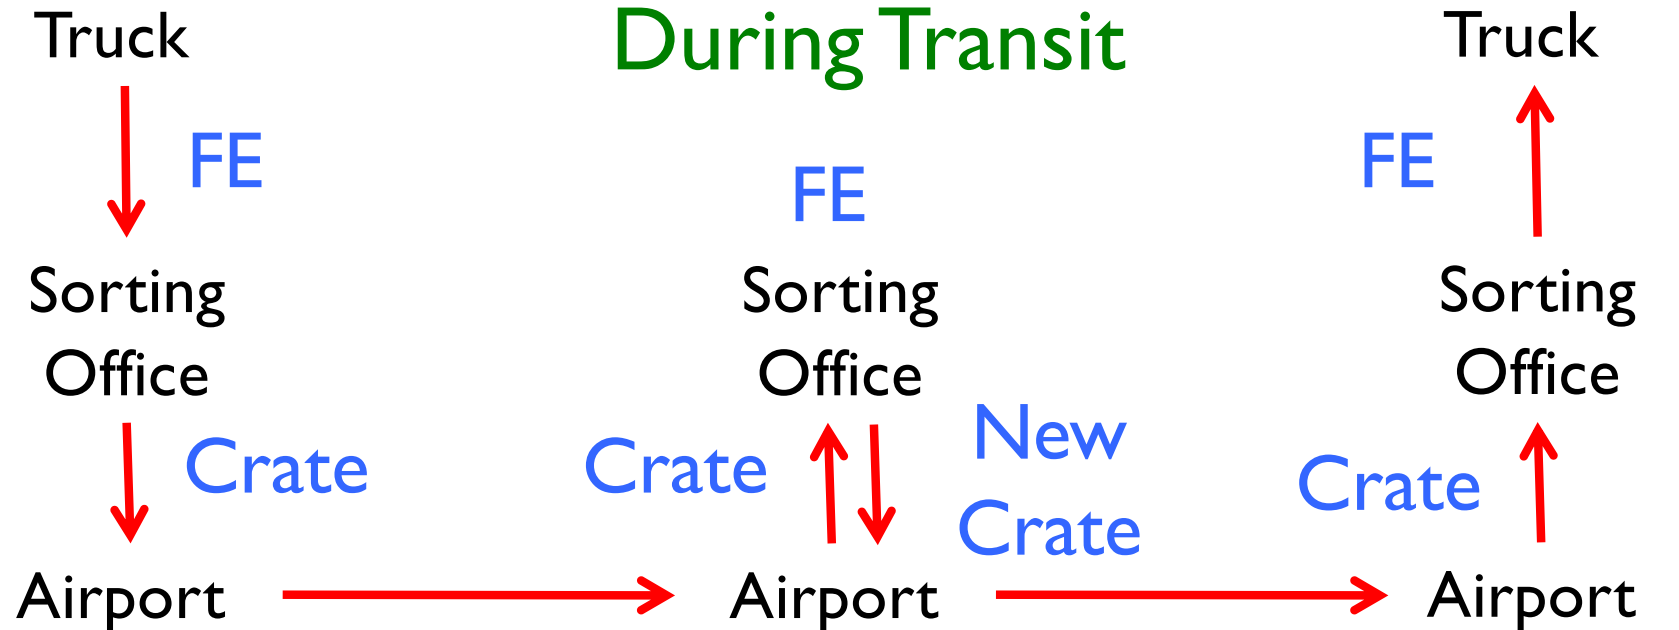 Truck
During Transit
Truck
FE
FE
FE
Sorting
Office
Sorting
Office
Sorting
Office
Crate
Crate
New
Crate
Crate
Airport
Airport
Airport